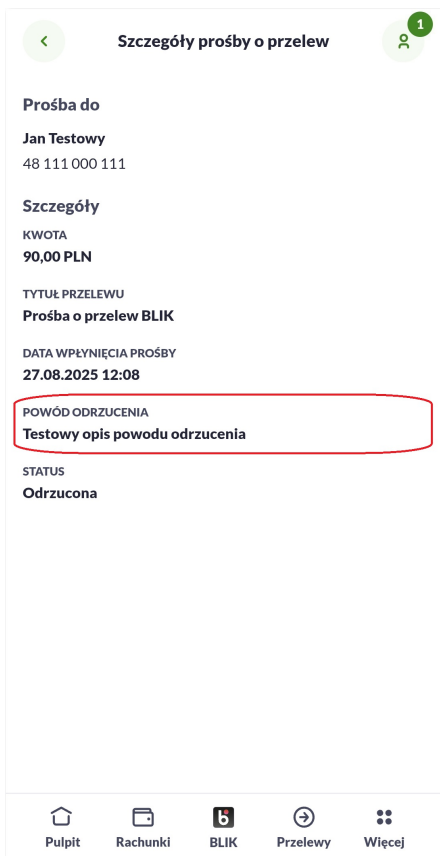 Szczegóły prośby o przelew
1
Prośba do
Jan Testowy
48 111 000 111
Szczegóły
KWOTA
90,00 PLN
TYTUŁ PRZELEWU
Prośba o przelew BLIK
DATA WPŁYNIĘCIA PROŚBY
27.08.2025 12:08
POWÓD ODRZUCENIA
Testowy opis powodu odrzucenia
STATUS
Odrzucona
Pulpit Rachunki BLIK Przelewy Więcej